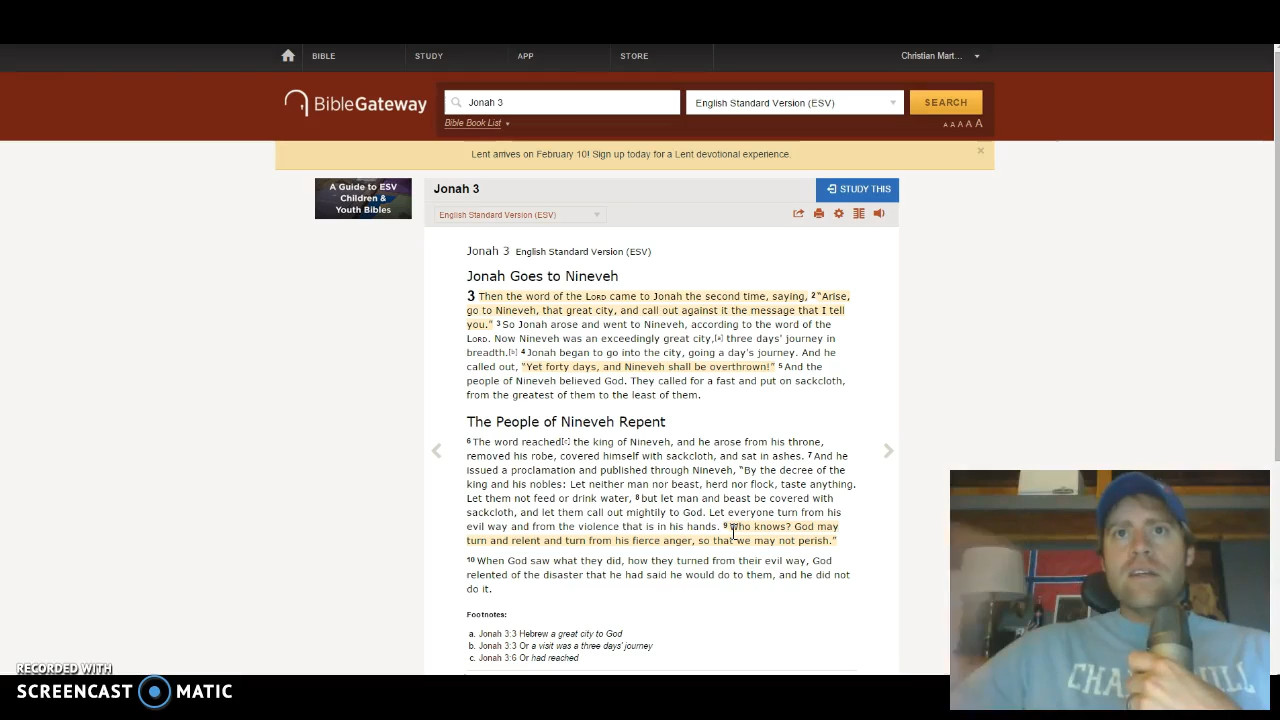 BIBLE
STUDY
APP
STORE
Christian Mart...
BibleGateway
Jonah 3
English Standard Version (ESV)
SEARCH
Bible Book List
A A A A A
Lent arrives on February 10! Sign up today for a Lent devotional experience.
×
A Guide to ESV
Children &
Youth Bibles
Jonah 3
STUDY THIS
English Standard Version (ESV)
Jonah 3 English Standard Version (ESV)
Jonah Goes to Nineveh
3 Then the word of the LORD came to Jonah the second time, saying, 2 “Arise,
go to Nineveh, that great city, and call out against it the message that I tell
you.” 3 So Jonah arose and went to Nineveh, according to the word of the
LORD. Now Nineveh was an exceedingly great city,[a] three days’ journey in
breadth.[b] 4 Jonah began to go into the city, going a day’s journey. And he
called out, “Yet forty days, and Nineveh shall be overthrown!” 5 And the
people of Nineveh believed God. They called for a fast and put on sackcloth,
from the greatest of them to the least of them.
The People of Nineveh Repent
6 The word reached[c] the king of Nineveh, and he arose from his throne,
removed his robe, covered himself with sackcloth, and sat in ashes. 7 And he
issued a proclamation and published through Nineveh, “By the decree of the
king and his nobles: Let neither man nor beast, herd nor flock, taste anything.
Let them not feed or drink water, 8 but let man and beast be covered with
sackcloth, and let them call out mightily to God. Let everyone turn from his
evil way and from the violence that is in his hands. 9 Who knows? God may
turn and relent and turn from his fierce anger, so that we may not perish.”
10 When God saw what they did, how they turned from their evil way, God
relented of the disaster that he had said he would do to them, and he did not
do it.
Footnotes:
a. Jonah 3:3 Hebrew a great city to God
b. Jonah 3:3 Or a visit was a three days' journey
c. Jonah 3:6 Or had reached
RECORDED WITH
SCREENCAST MATIC